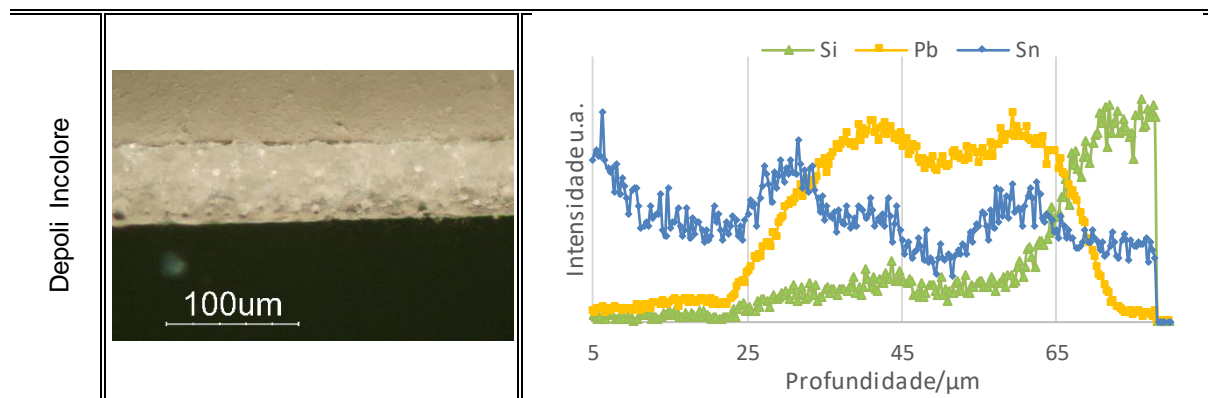 Depoli Incolore
100um
Si Pb Sn
Intensidade u.a.
5 25 45 65
Profundidade/µm